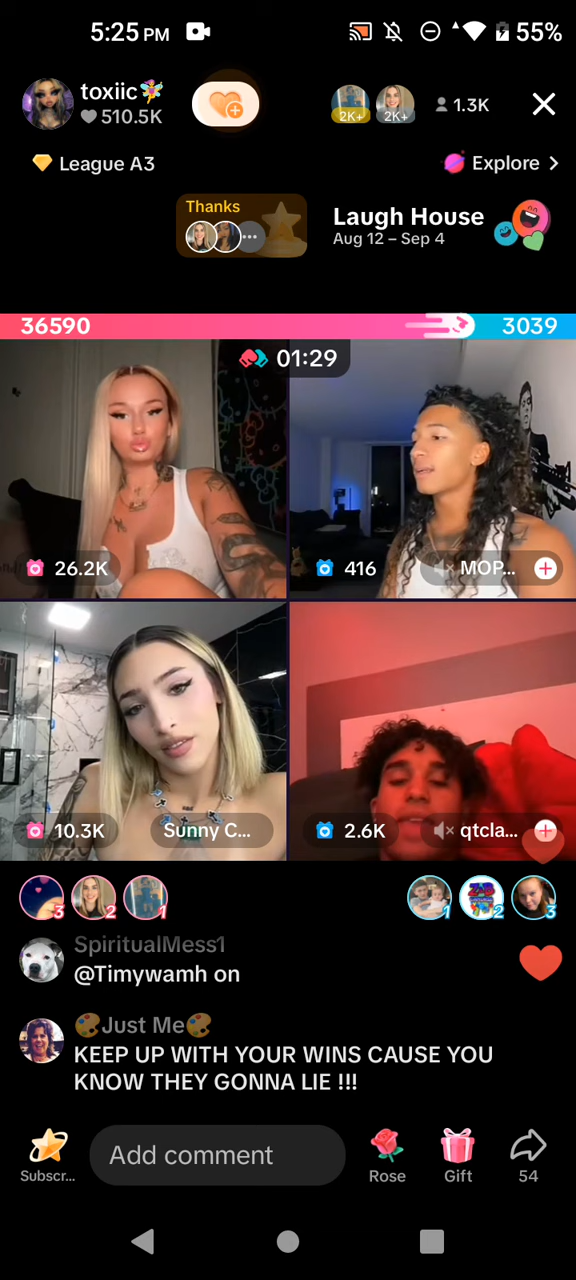 5:25 PM
55%
toxiic🧚
510.5K
2K+
2K+
1.3K
League A3
Explore >
Thanks
Laugh House
Aug 12 – Sep 4
36590
3039
01:29
26.2K
416
MOP...
10.3K
Sunny C...
2.6K
qtcla...
3
2
1
1
2
3
SpiritualMess1
@Timywamh on
🎨Just Me🎨
KEEP UP WITH YOUR WINS CAUSE YOU
KNOW THEY GONNA LIE !!!
Add comment
Subscr...
Rose
Gift
54